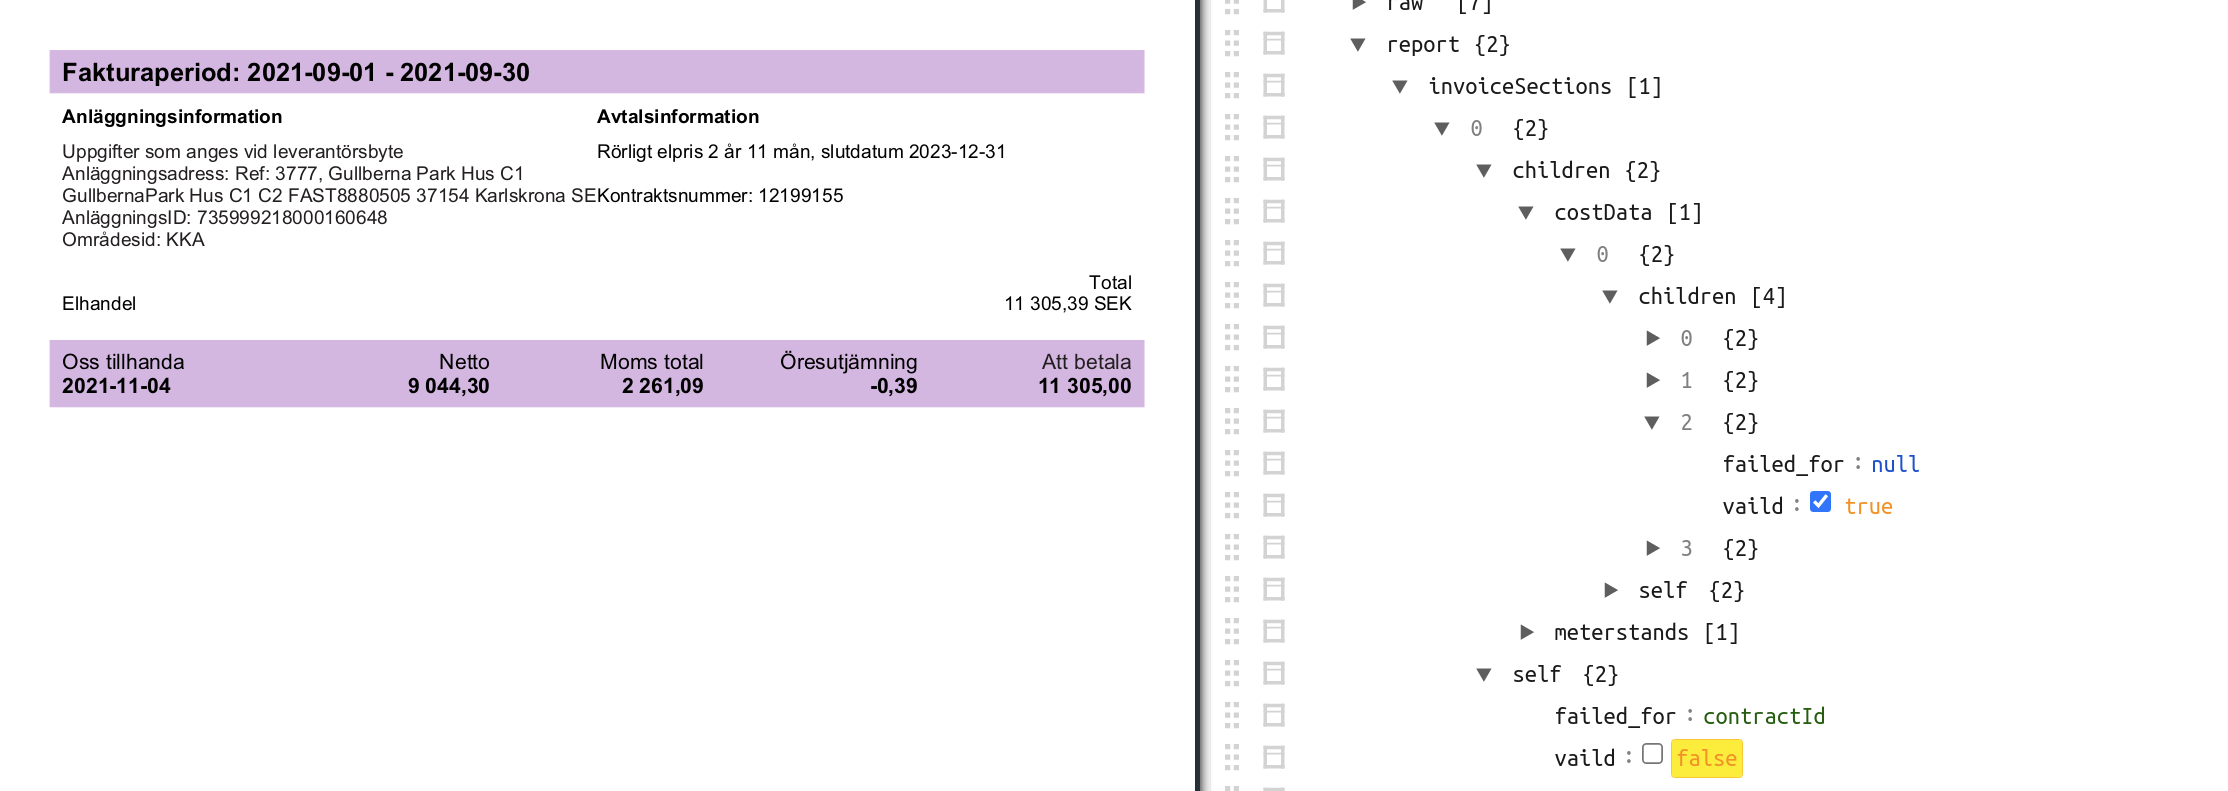 Fakturaperiod: 2021-09-01 - 2021-09-30
Anläggningsinformation
Uppgifter som anges vid leverantörsbyte
Anläggningsadress: Ref: 3777, Gullberna Park Hus C1
GullbernaPark Hus C1 C2 FAST8880505 37154 Karlskrona SE
AnläggningsID: 735999218000160648
Områdesid: KKA
Avtalsinformation
Rörligt elpris 2 år 11 mån, slutdatum 2023-12-31
Kontraktsnummer: 12199155
Total
Elhandel 11 305,39 SEK
Oss tillhanda Netto Moms total Öresutjämning Att betala
2021-11-04 9 044,30 2 261,09 -0,39 11 305,00
raw [7]
report {2}
invoiceSections [1]
0 {2}
children {2}
costData [1]
0 {2}
children [4]
0 {2}
1 {2}
2 {2}
failed_for : null
vaild : true
3 {2}
self {2}
meterstands [1]
self {2}
failed_for : contractId
vaild : false